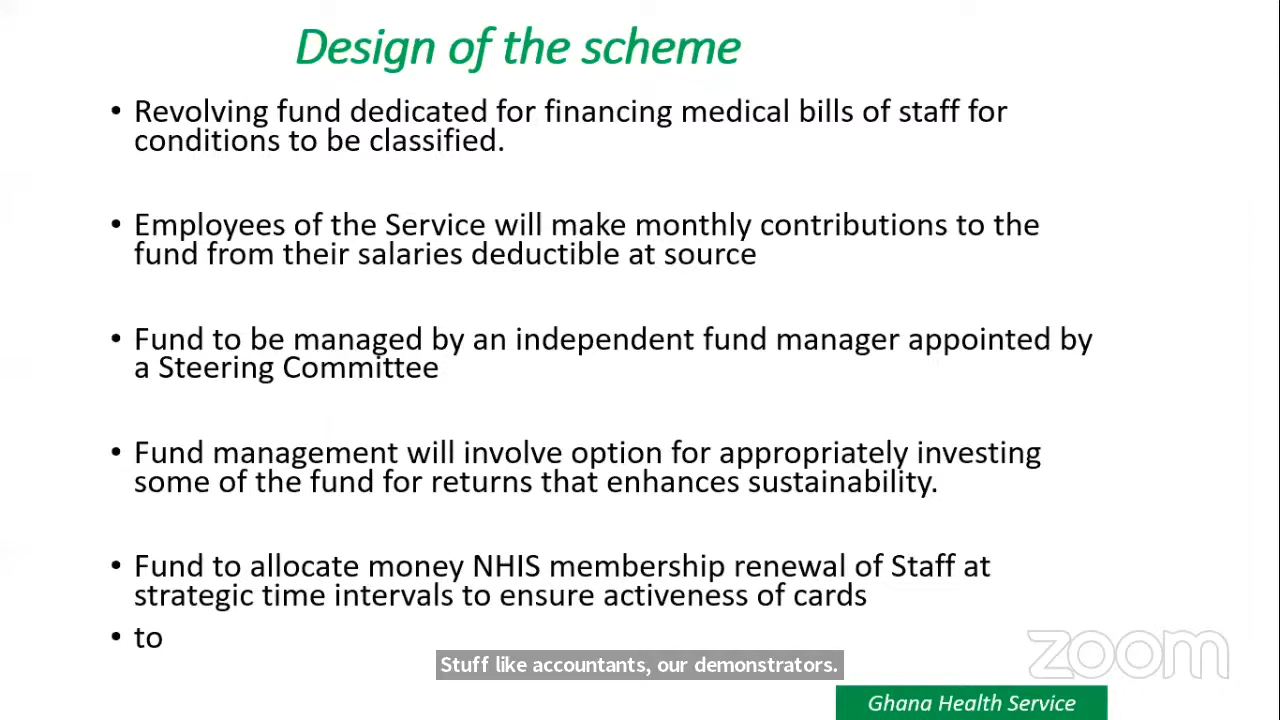 Design of the scheme
• Revolving fund dedicated for financing medical bills of staff for
conditions to be classified.
• Employees of the Service will make monthly contributions to the
fund from their salaries deductible at source
• Fund to be managed by an independent fund manager appointed by
a Steering Committee
• Fund management will involve option for appropriately investing
some of the fund for returns that enhances sustainability.
• Fund to allocate money NHIS membership renewal of Staff at
strategic time intervals to ensure activeness of cards
• to
zoom
Stuff like accountants, our demonstrators.
Ghana Health Service